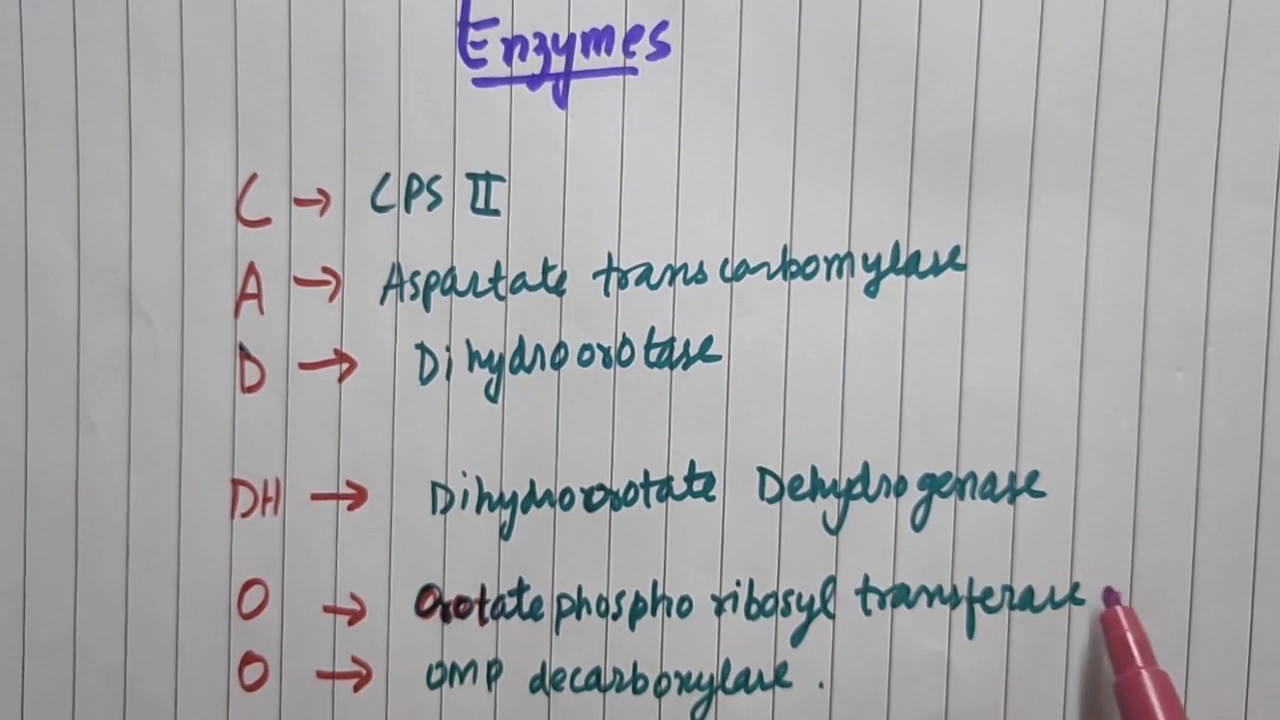 Enzymes
C → CPS II
A → Aspartate transcarbomylase
D → Dihydroorotase
DH → Dihydroorotate Dehydrogenase
O → Orotate phospho ribosyl transferase
O → OMP decarboxylase.